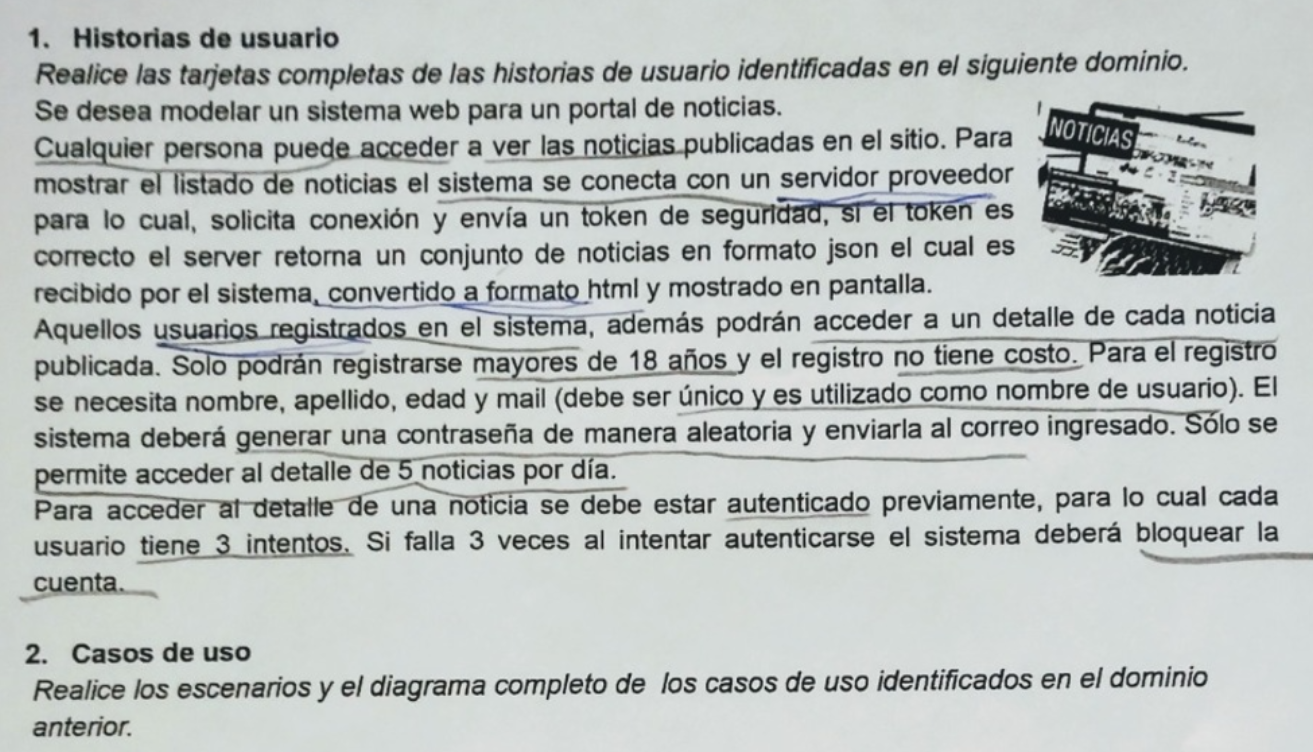 1. Historias de usuario
Realice las tarjetas completas de las historias de usuario identificadas en el siguiente dominio.
Se desea modelar un sistema web para un portal de noticias.
Cualquier persona puede acceder a ver las noticias publicadas en el sitio. Para
mostrar el listado de noticias el sistema se conecta con un servidor proveedor
para lo cual, solicita conexión y envía un token de seguridad, si el token es
correcto el server retorna un conjunto de noticias en formato json el cual es
recibido por el sistema, convertido a formato html y mostrado en pantalla.
NOTICIAS
Aquellos usuarios registrados en el sistema, además podrán acceder a un detalle de cada noticia
publicada. Solo podrán registrarse mayores de 18 años y el registro no tiene costo. Para el registro
se necesita nombre, apellido, edad y mail (debe ser único y es utilizado como nombre de usuario). El
sistema deberá generar una contraseña de manera aleatoria y enviarla al correo ingresado. Sólo se
permite acceder al detalle de 5 noticias por día.
Para acceder al detalle de una noticia se debe estar autenticado previamente, para lo cual cada
usuario tiene 3 intentos. Si falla 3 veces al intentar autenticarse el sistema deberá bloquear la
cuenta.
2. Casos de uso
Realice los escenarios y el diagrama completo de los casos de uso identificados en el dominio
anterior.